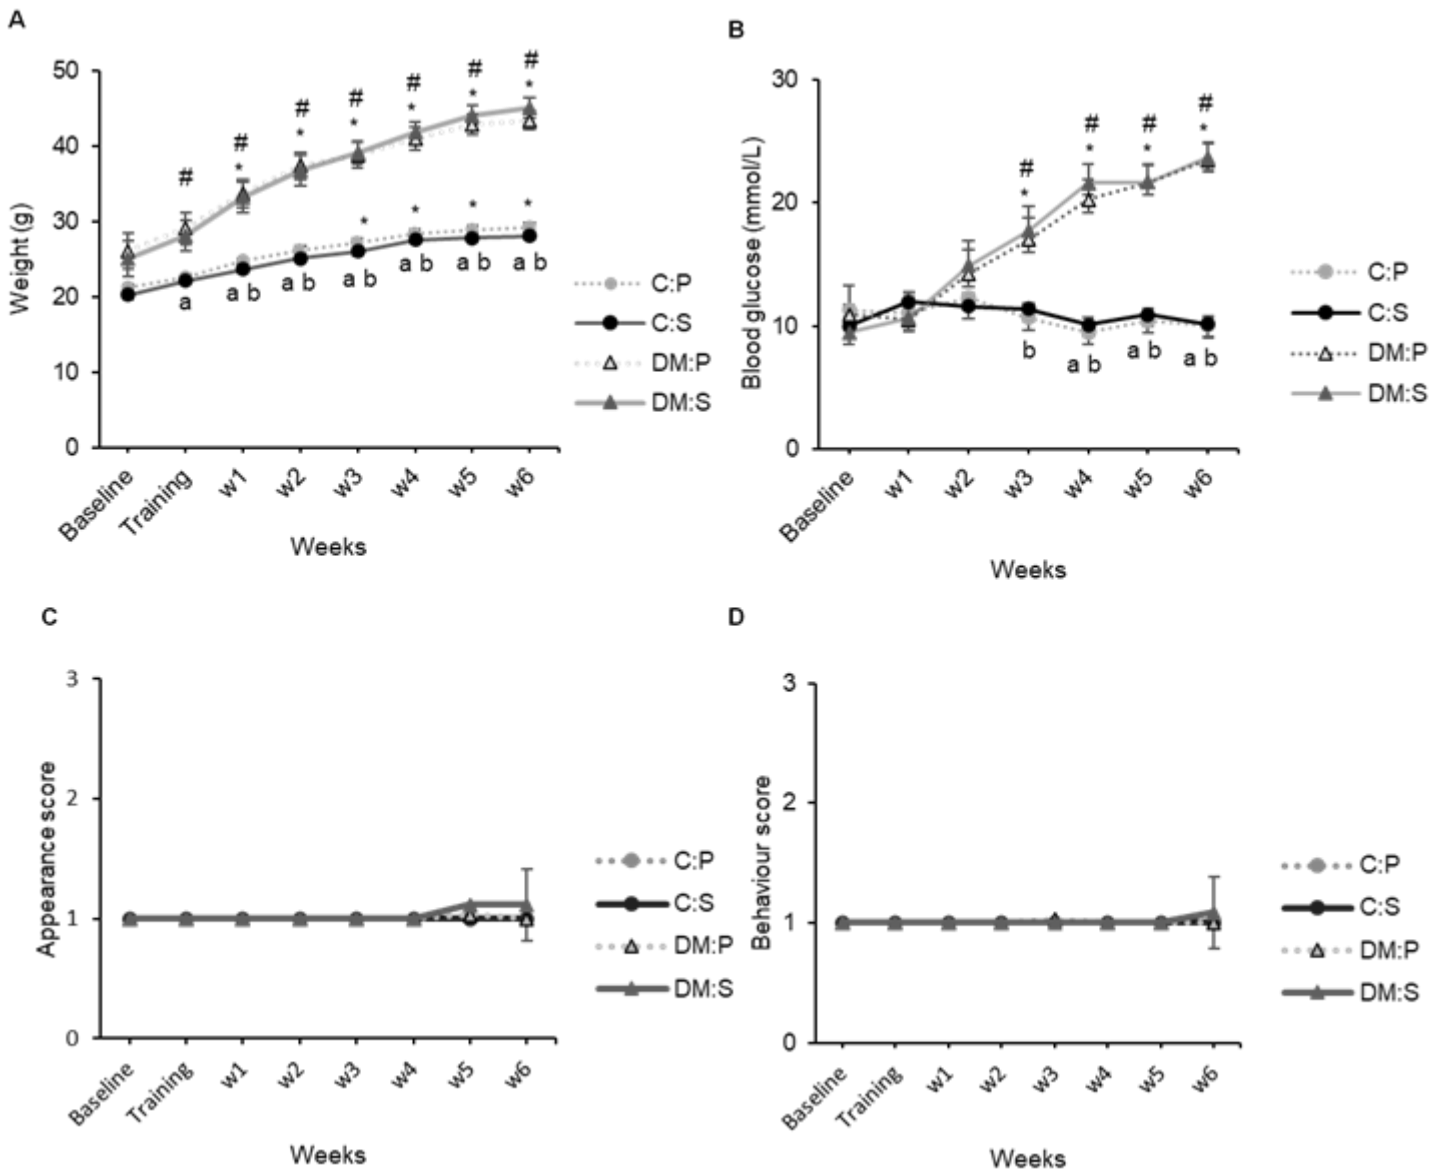 A
Weight (g)
50
40
30
20
10
0
# # # # # # #
* * * * * *
* * * *
a a b a b a b a b a b a b
Baseline Training w1 w2 w3 w4 w5 w6
Weeks
C:P
C:S
DM:P
DM:S
B
Blood glucose (mmol/L)
30
20
10
0
# # # #
* * * *
b a b a b a b
Baseline w1 w2 w3 w4 w5 w6
Weeks
C:P
C:S
DM:P
DM:S
C
Appearance score
3
2
1
0
Baseline Training w1 w2 w3 w4 w5 w6
Weeks
C:P
C:S
DM:P
DM:S
D
Behaviour score
3
2
1
0
Baseline Training w1 w2 w3 w4 w5 w6
Weeks
C:P
C:S
DM:P
DM:S